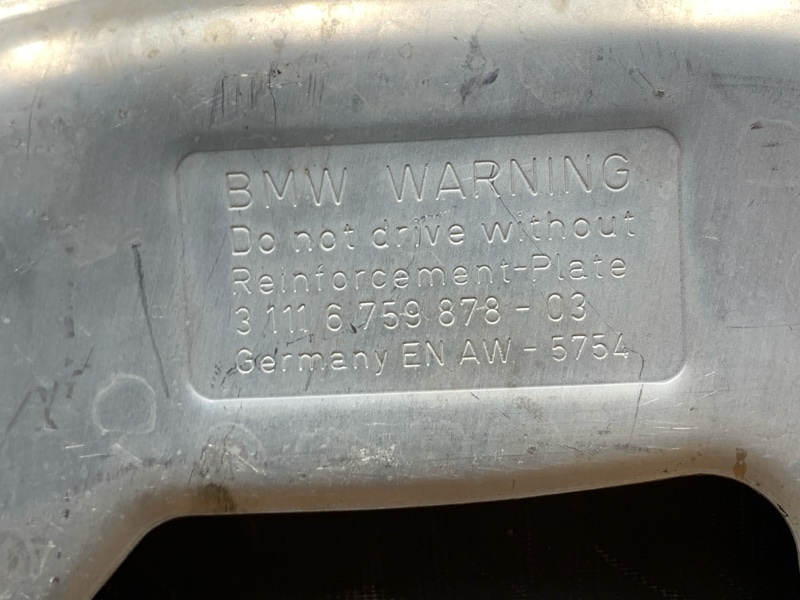 BMW WARNING
Do not drive without
Reinforcement-Plate
3 111 6 759 878 - 03
Germany EN AW - 5754